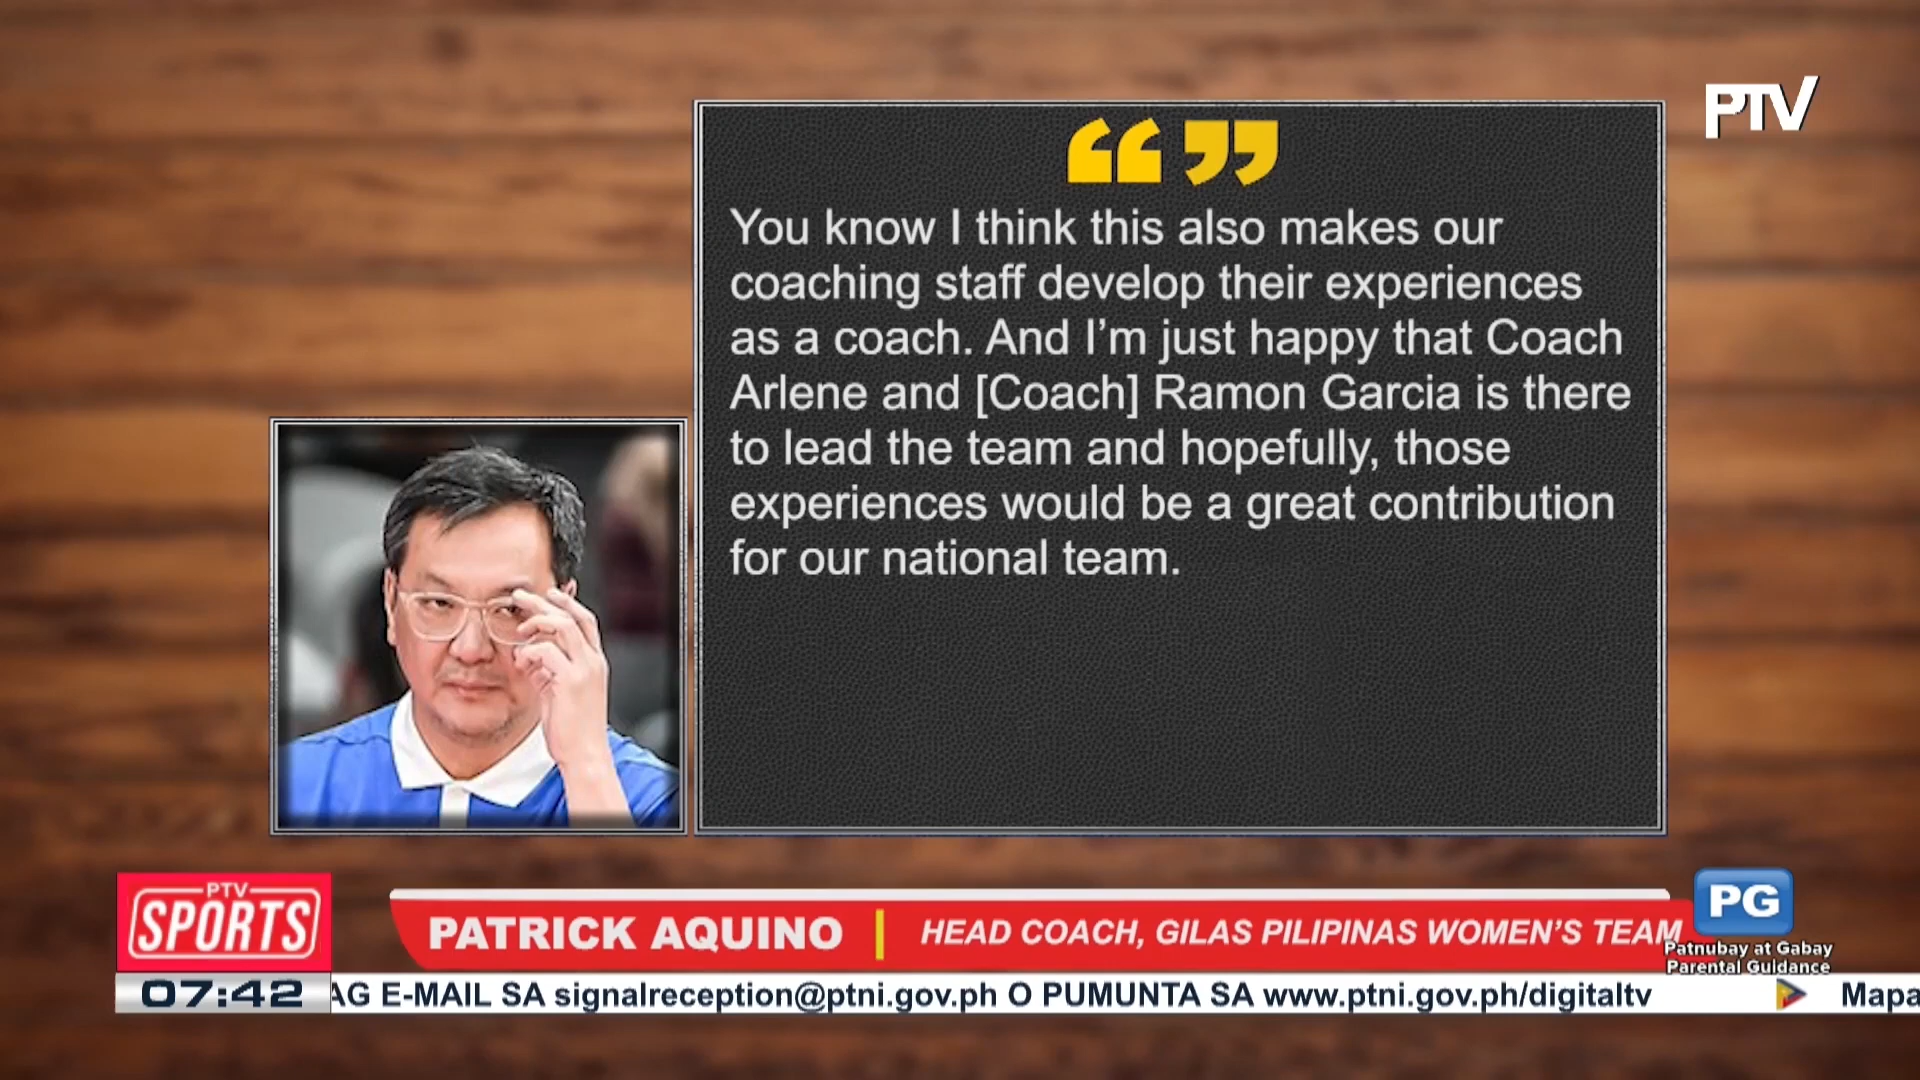 PTV
“ ”
You know I think this also makes our
coaching staff develop their experiences
as a coach. And I’m just happy that Coach
Arlene and [Coach] Ramon Garcia is there
to lead the team and hopefully, those
experiences would be a great contribution
for our national team.
PTV
SPORTS
PATRICK AQUINO | HEAD COACH, GILAS PILIPINAS WOMEN’S TEAM
PG
Patnubay at Gabay
Parental Guidance
07:42 AG E-MAIL SA signalreception@ptni.gov.ph O PUMUNTA SA www.ptni.gov.ph/digitaltv Mapa